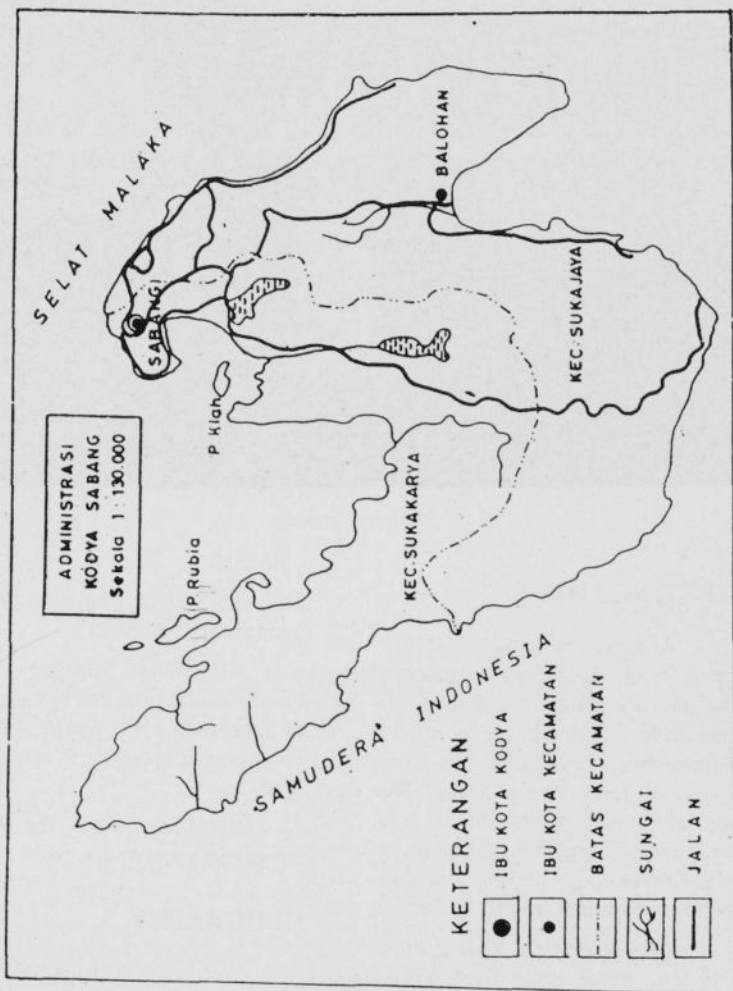 ADMINISTRASI
KODYA SABANG
Sekala 1 : 130.000
SELAT MALAKA
SABANG
P. Klah
P. Rubia
BALOHAN
KEC. SUKAJAYA
KEC. SUKAKARYA
SAMUDERA INDONESIA
KETERANGAN
IBU KOTA KODYA
IBU KOTA KECAMATAN
BATAS KECAMATAN
SUNGAI
JALAN